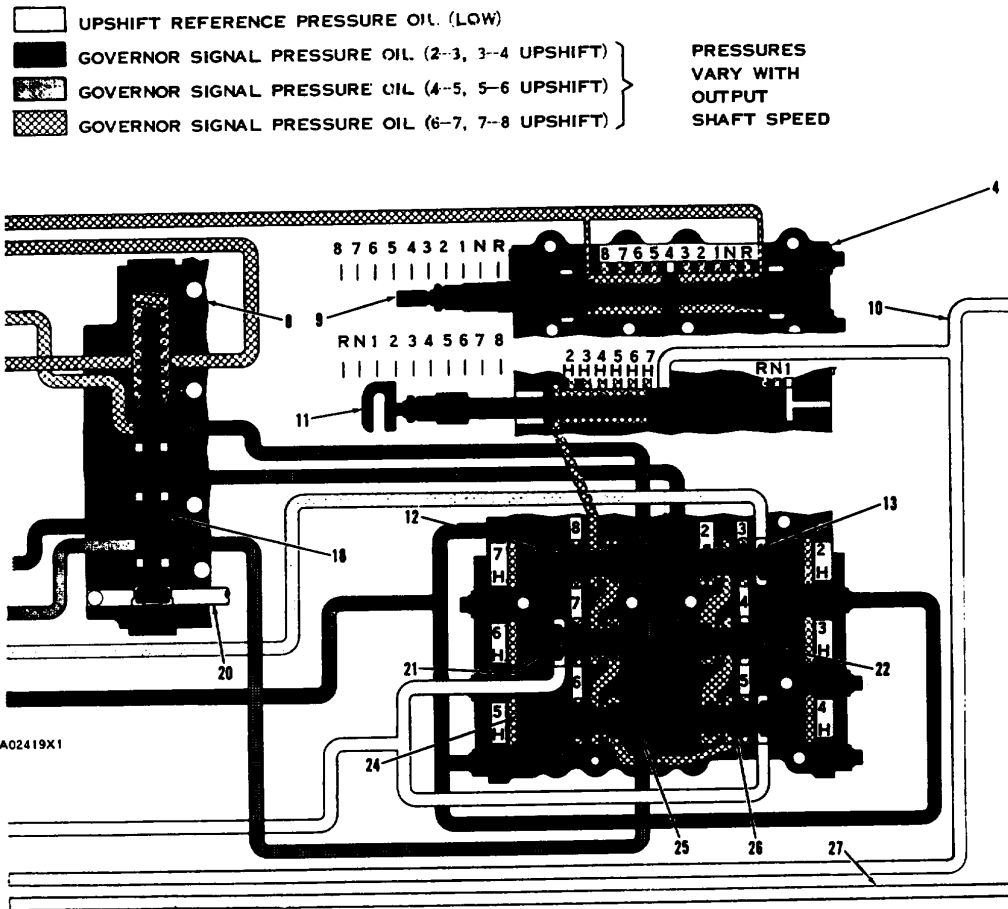 UPSHIFT REFERENCE PRESSURE OIL. (LOW)
GOVERNOR SIGNAL PRESSURE OIL (2--3, 3--4 UPSHIFT)
GOVERNOR SIGNAL PRESSURE OIL (4--5, 5--6 UPSHIFT)
GOVERNOR SIGNAL PRESSURE OIL (6--7, 7--8 UPSHIFT)
PRESSURES
VARY WITH
OUTPUT
SHAFT SPEED
4
8 7 6 5 4 3 2 1 N R
8 7 6 5 4 3 2 1 N R
8
9
10
R N 1 2 3 4 5 6 7 8
2 3 4 5 6 7
H H H H H H
R N 1
11
12
8
2
3
13
7
H
2
H
18
7
4
6
H
3
H
20
21
22
6
5
5
H
4
H
A02419X1
24
25
26
27